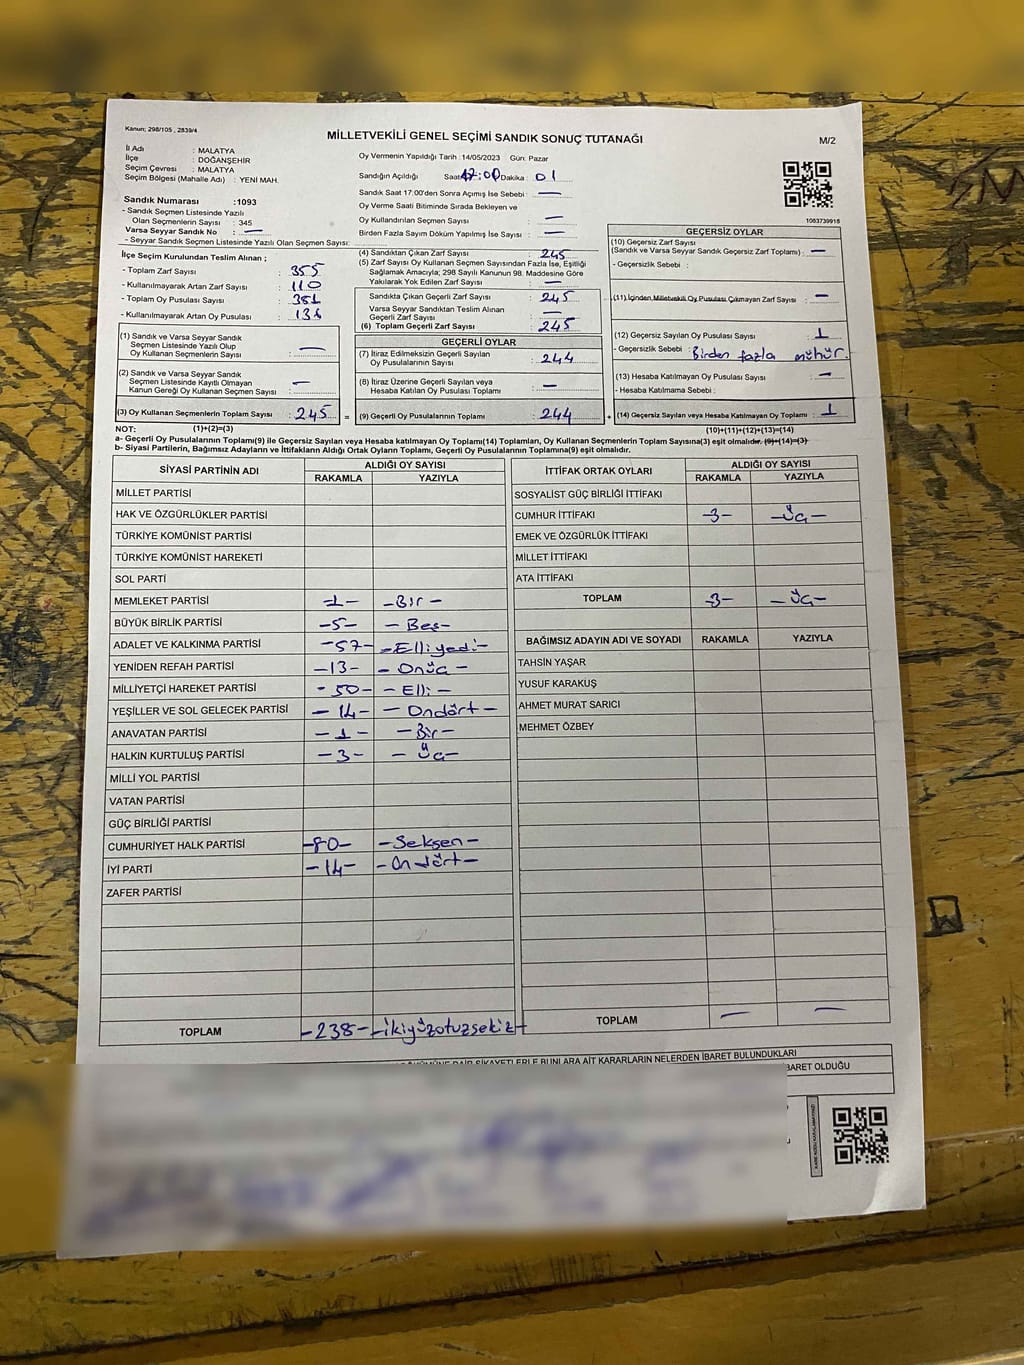 Kanun; 298/105 , 2839/4
MİLLETVEKİLİ GENEL SEÇİMİ SANDIK SONUÇ TUTANAĞI
M/2
İl Adı : MALATYA
İlçe : DOĞANŞEHİR
Seçim Çevresi : MALATYA
Seçim Bölgesi (Mahalle Adı) : YENİ MAH.
Sandık Numarası :1093
- Sandık Seçmen Listesinde Yazılı
Olan Seçmenlerin Sayısı : 345
Varsa Seyyar Sandık No : —
- Seyyar Sandık Seçmen Listesinde Yazılı Olan Seçmen Sayısı:
Oy Vermenin Yapıldığı Tarih : 14/05/2023 Gün: Pazar
Sandığın Açıldığı Saat: 17:00 Dakika : 01
Sandık Saat 17:00'den Sonra Açımış İse Sebebi : —
Oy Verme Saati Bitiminde Sırada Bekleyen ve
Oy Kullandırılan Seçmen Sayısı : —
Birden Fazla Sayım Döküm Yapılmış İse Sayısı : —
1083739915
İlçe Seçim Kurulundan Teslim Alınan ;
- Toplam Zarf Sayısı : 355
- Kullanılmayarak Artan Zarf Sayısı : 110
- Toplam Oy Pusulası Sayısı : 381
- Kullanılmayarak Artan Oy Pusulası : 136
(4) Sandıktan Çıkan Zarf Sayısı : 245
(5) Zarf Sayısı Oy Kullanan Seçmen Sayısından Fazla İse, Eşitliği
Sağlamak Amacıyla; 298 Sayılı Kanunun 98. Maddesine Göre
Yakılarak Yok Edilen Zarf Sayısı : —
Sandıkta Çıkan Geçerli Zarf Sayısı : 245
Varsa Seyyar Sandıktan Teslim Alınan
Geçerli Zarf Sayısı : —
(6) Toplam Geçerli Zarf Sayısı : 245
GEÇERSİZ OYLAR
(10) Geçersiz Zarf Sayısı
(Sandık ve Varsa Seyyar Sandık Geçersiz Zarf Toplamı) : —
- Geçersizlik Sebebi :
(11) İçinden Milletvekili Oy Pusulası Çıkmayan Zarf Sayısı : —
(12) Geçersiz Sayılan Oy Pusulası Sayısı : 1
- Geçersizlik Sebebi : Birden fazla mühür.
(13) Hesaba Katılmayan Oy Pusulası Sayısı : —
- Hesaba Katılmama Sebebi :
(14) Geçersiz Sayılan veya Hesaba Katılmayan Oy Toplamı : 1
(1) Sandık ve Varsa Seyyar Sandık
Seçmen Listesinde Yazılı Olup
Oy Kullanan Seçmenlerin Sayısı : —
(2) Sandık ve Varsa Seyyar Sandık
Seçmen Listesinde Kayıtlı Olmayan
Kanun Gereği Oy Kullanan Seçmen Sayısı : —
(3) Oy Kullanan Seçmenlerin Toplam Sayısı : 245 =
GEÇERLİ OYLAR
(7) İtiraz Edilmeksizin Geçerli Sayılan
Oy Pusulalarının Sayısı : 244
(8) İtiraz Üzerine Geçerli Sayılan veya
Hesaba Katılan Oy Pusulası Toplamı : —
(9) Geçerli Oy Pusulalarının Toplamı : 244 +
NOT: (1)+(2)=(3) (10)+(11)+(12)+(13)=(14)
a- Geçerli Oy Pusulalarının Toplamı(9) ile Geçersiz Sayılan veya Hesaba katılmayan Oy Toplam(14) Toplamları, Oy Kullanan Seçmenlerin Toplam Sayısına(3) eşit olmalıdır. (9)+(14)=(3)
b- Siyasi Partilerin, Bağımsız Adayların ve İttifakların Aldığı Ortak Oyların Toplamı, Geçerli Oy Pusulalarının Toplamına(9) eşit olmalıdır.
SİYASİ PARTİNİN ADI ALDIĞI OY SAYISI
RAKAMLA YAZIYLA
MİLLET PARTİSİ
HAK VE ÖZGÜRLÜKLER PARTİSİ
TÜRKİYE KOMÜNİST PARTİSİ
TÜRKİYE KOMÜNİST HAREKETİ
SOL PARTİ
MEMLEKET PARTİSİ -1- -Bir-
BÜYÜK BİRLİK PARTİSİ -5- -Beş-
ADALET VE KALKINMA PARTİSİ -57- -Elliyedi-
YENİDEN REFAH PARTİSİ -13- -Onüç-
MİLLİYETÇİ HAREKET PARTİSİ -50- -Elli-
YEŞİLLER VE SOL GELECEK PARTİSİ -14- -Ondört-
ANAVATAN PARTİSİ -1- -Bir-
HALKIN KURTULUŞ PARTİSİ -3- -Üç-
MİLLİ YOL PARTİSİ
VATAN PARTİSİ
GÜÇ BİRLİĞİ PARTİSİ
CUMHURİYET HALK PARTİSİ -80- -Seksen-
İYİ PARTİ -14- -Ondört-
ZAFER PARTİSİ
TOPLAM -238- -ikiyüzotuzsekiz-
İTTİFAK ORTAK OYLARI ALDIĞI OY SAYISI
RAKAMLA YAZIYLA
SOSYALİST GÜÇ BİRLİĞİ İTTİFAKI
CUMHUR İTTİFAKI -3- -Üç-
EMEK VE ÖZGÜRLÜK İTTİFAKI
MİLLET İTTİFAKI
ATA İTTİFAKI
TOPLAM -3- -Üç-
BAĞIMSIZ ADAYIN ADI VE SOYADI RAKAMLA YAZIYLA
TAHSİN YAŞAR
YUSUF KARAKUŞ
AHMET MURAT SARICI
MEHMET ÖZBEY
TOPLAM — —
DAİR ŞİKAYETLERLE BUNLARA AİT KARARLARIN NELERDEN İBARET BULUNDUKLARI
İBARET OLDUĞU